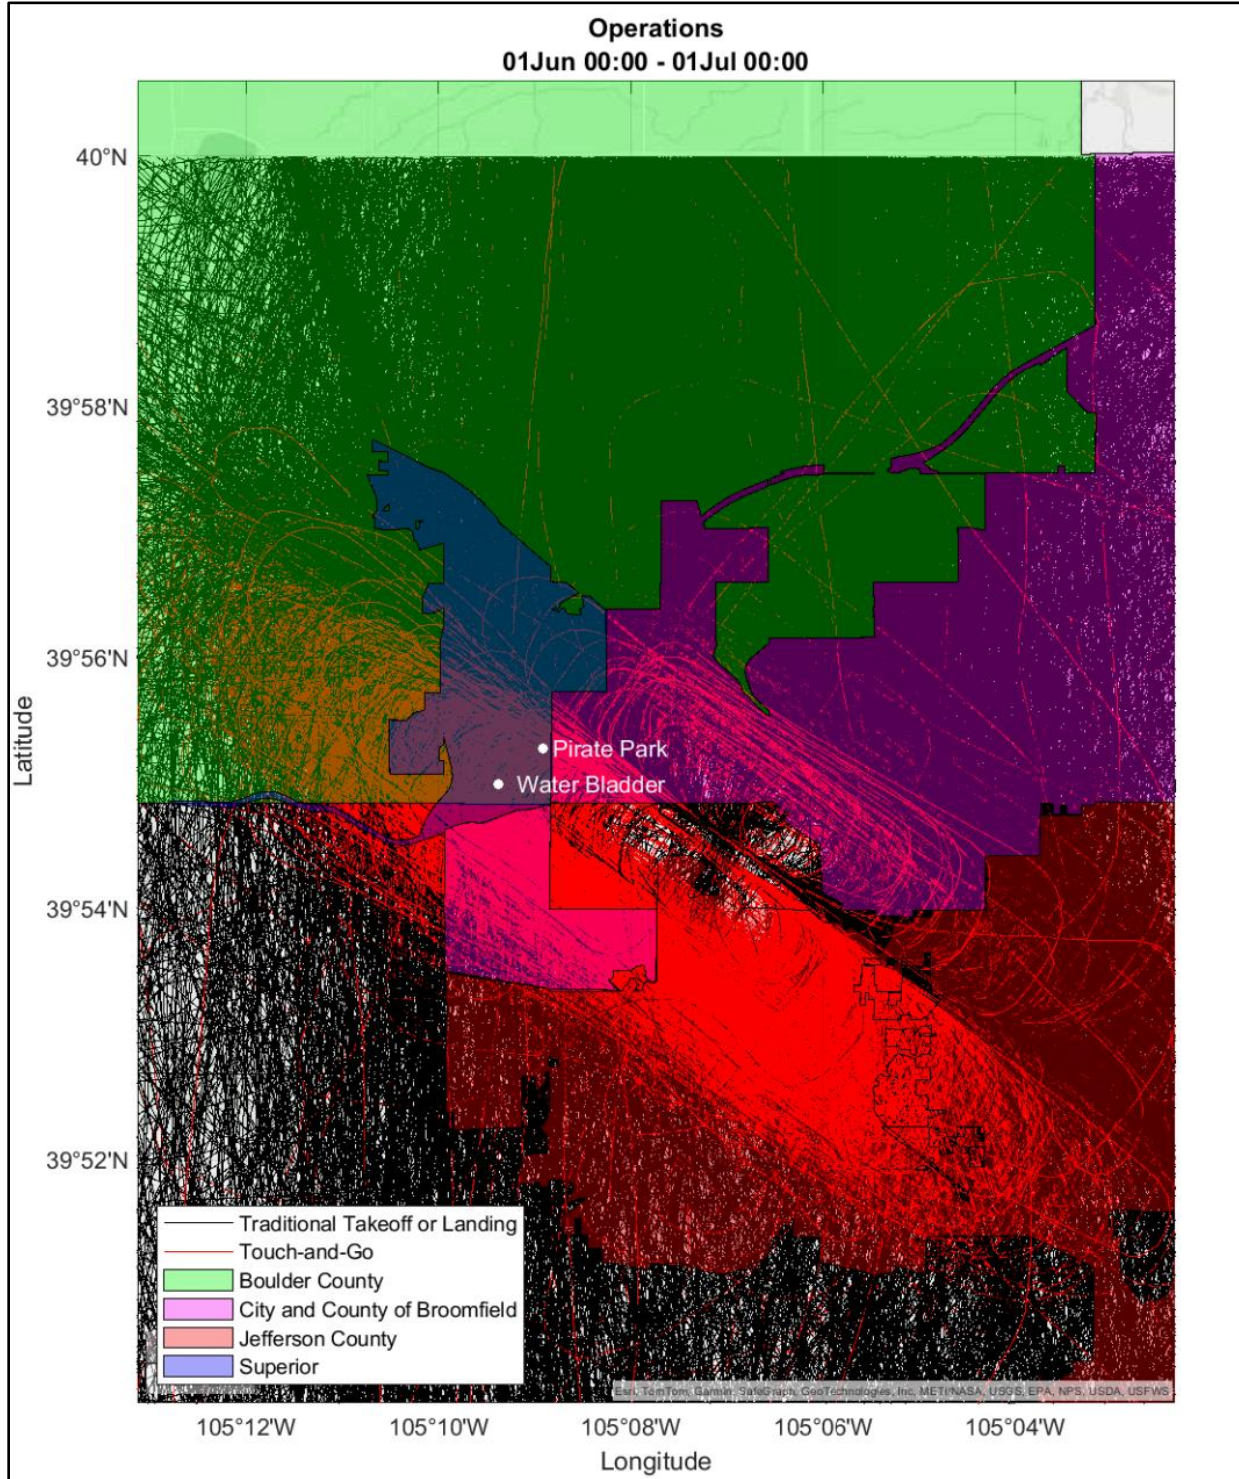 Operations
01Jun 00:00 - 01Jul 00:00
40°N
39°58'N
39°56'N
39°54'N
39°52'N
Latitude
Pirate Park
Water Bladder
Traditional Takeoff or Landing
Touch-and-Go
Boulder County
City and County of Broomfield
Jefferson County
Superior
Esri, TomTom, Garmin, SafeGraph, GeoTechnologies, Inc, METI/NASA, USGS, EPA, NPS, USDA, USFWS
105°12'W
105°10'W
105°08'W
105°06'W
105°04'W
Longitude